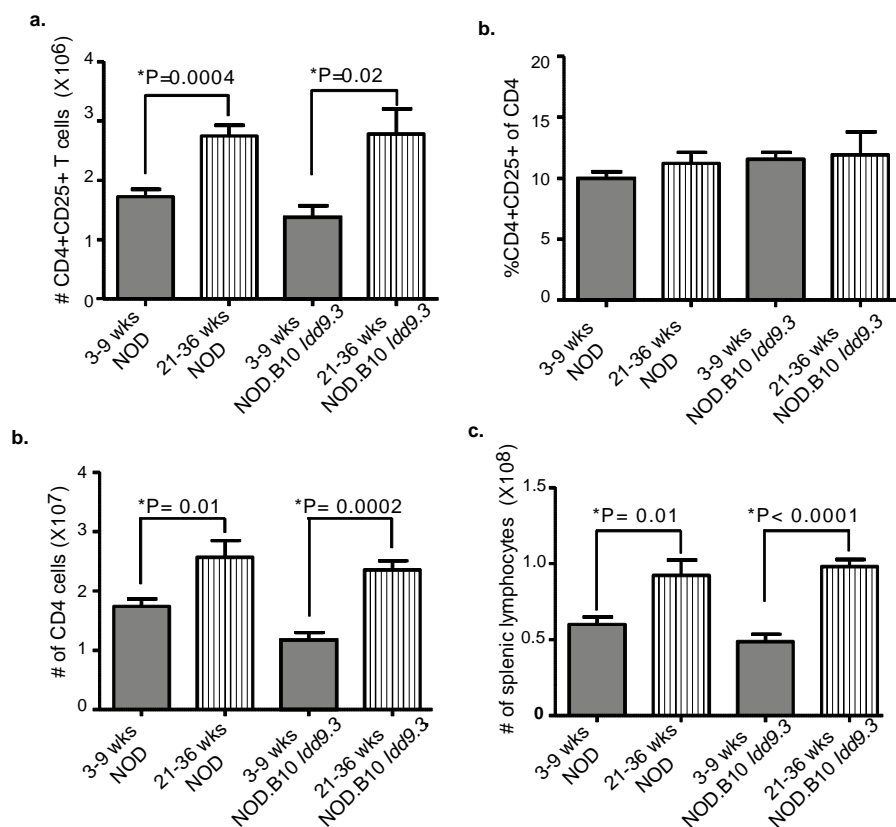 a.
# CD4+CD25+ T cells (X10⁶)
4
3
2
1
0
*P=0.0004
*P=0.02
3-9 wks
NOD
21-36 wks
NOD
3-9 wks
NOD.B10 Idd9.3
21-36 wks
NOD.B10 Idd9.3
b.
%CD4+CD25+ of CD4
20
15
10
5
0
3-9 wks
NOD
21-36 wks
NOD
3-9 wks
NOD.B10 Idd9.3
21-36 wks
NOD.B10 Idd9.3
b.
# of CD4 cells (X10⁷)
4
3
2
1
0
*P= 0.01
*P= 0.0002
3-9 wks
NOD
21-36 wks
NOD
3-9 wks
NOD.B10 Idd9.3
21-36 wks
NOD.B10 Idd9.3
c.
# of splenic lymphocytes (X10⁸)
1.5
1.0
0.5
0
*P= 0.01
*P< 0.0001
3-9 wks
NOD
21-36 wks
NOD
3-9 wks
NOD.B10 Idd9.3
21-36 wks
NOD.B10 Idd9.3